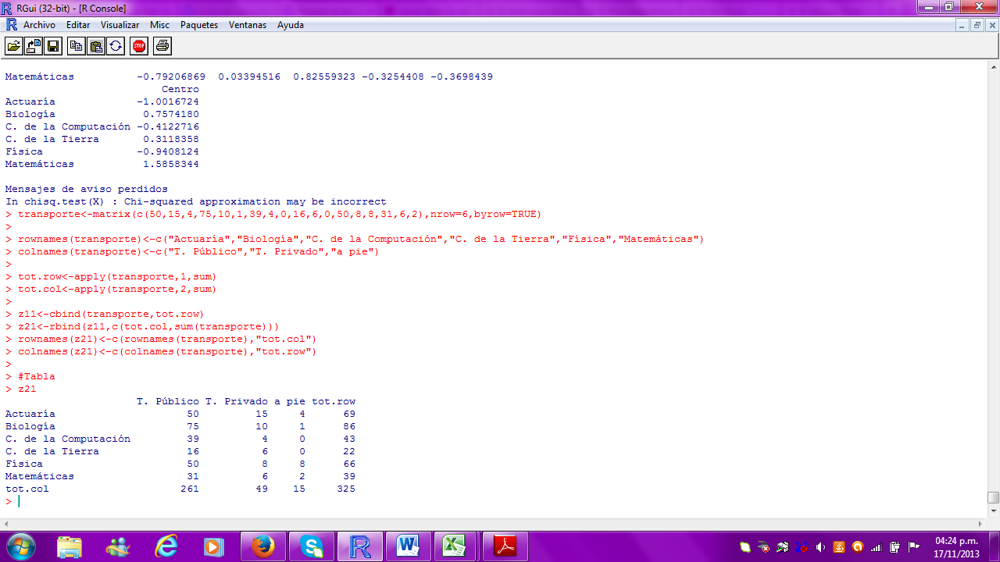 RGui (32-bit) - [R Console]
Archivo Editar Visualizar Misc Paquetes Ventanas Ayuda
STOP
Matemáticas -0.79206869 0.03394516 0.82559323 -0.3254408 -0.3698439
Centro
Actuaría -1.0016724
Biología 0.7574180
C. de la Computación -0.4122716
C. de la Tierra 0.3118358
Física -0.9408124
Matemáticas 1.5858344
Mensajes de aviso perdidos
In chisq.test(X) : Chi-squared approximation may be incorrect
> transporte<-matrix(c(50,15,4,75,10,1,39,4,0,16,6,0,50,8,8,31,6,2),nrow=6,byrow=TRUE)
>
> rownames(transporte)<-c("Actuaría","Biología","C. de la Computación","C. de la Tierra","Física","Matemáticas")
> colnames(transporte)<-c("T. Público","T. Privado","a pie")
>
> tot.row<-apply(transporte,1,sum)
> tot.col<-apply(transporte,2,sum)
>
> z11<-cbind(transporte,tot.row)
> z21<-rbind(z11,c(tot.col,sum(transporte)))
> rownames(z21)<-c(rownames(transporte),"tot.col")
> colnames(z21)<-c(colnames(transporte),"tot.row")
>
> #Tabla
> z21
T. Público T. Privado a pie tot.row
Actuaría 50 15 4 69
Biología 75 10 1 86
C. de la Computación 39 4 0 43
C. de la Tierra 16 6 0 22
Física 50 8 8 66
Matemáticas 31 6 2 39
tot.col 261 49 15 325
>
04:24 p.m.
17/11/2013